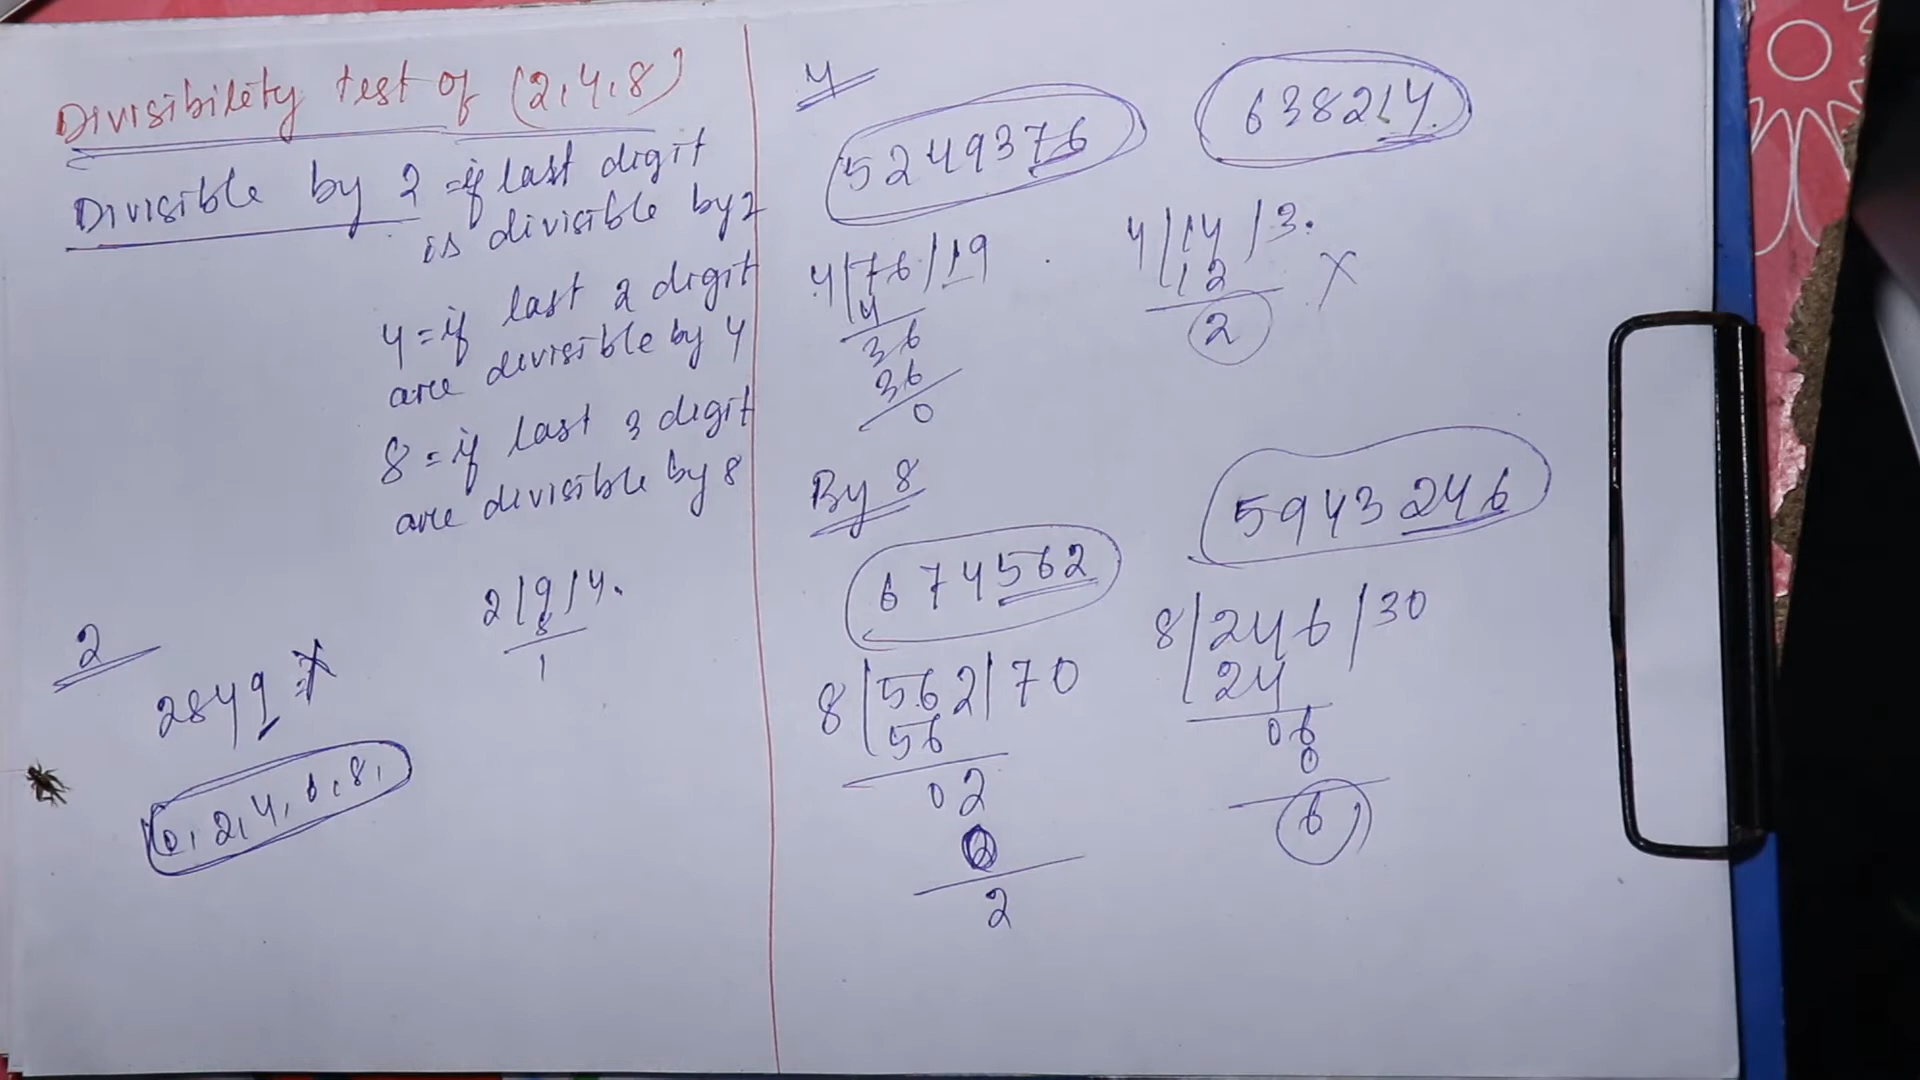 Divisibility test of (2,4,8)
Divisible by 2 = if last digit
is divisible by 2
4 = if last 2 digit
are divisible by 4
8 = if last 3 digit
are divisible by 8
2|9|4.
8
1
2
2849 = x
0, 2, 4, 6, 8,
4
5249376
638214.
4|76|19
4
36
36
0
4|14|3.
12
2
x
By 8
674562
5943246
8|562|70
56
02
2
8|246|30
24
06
0
6